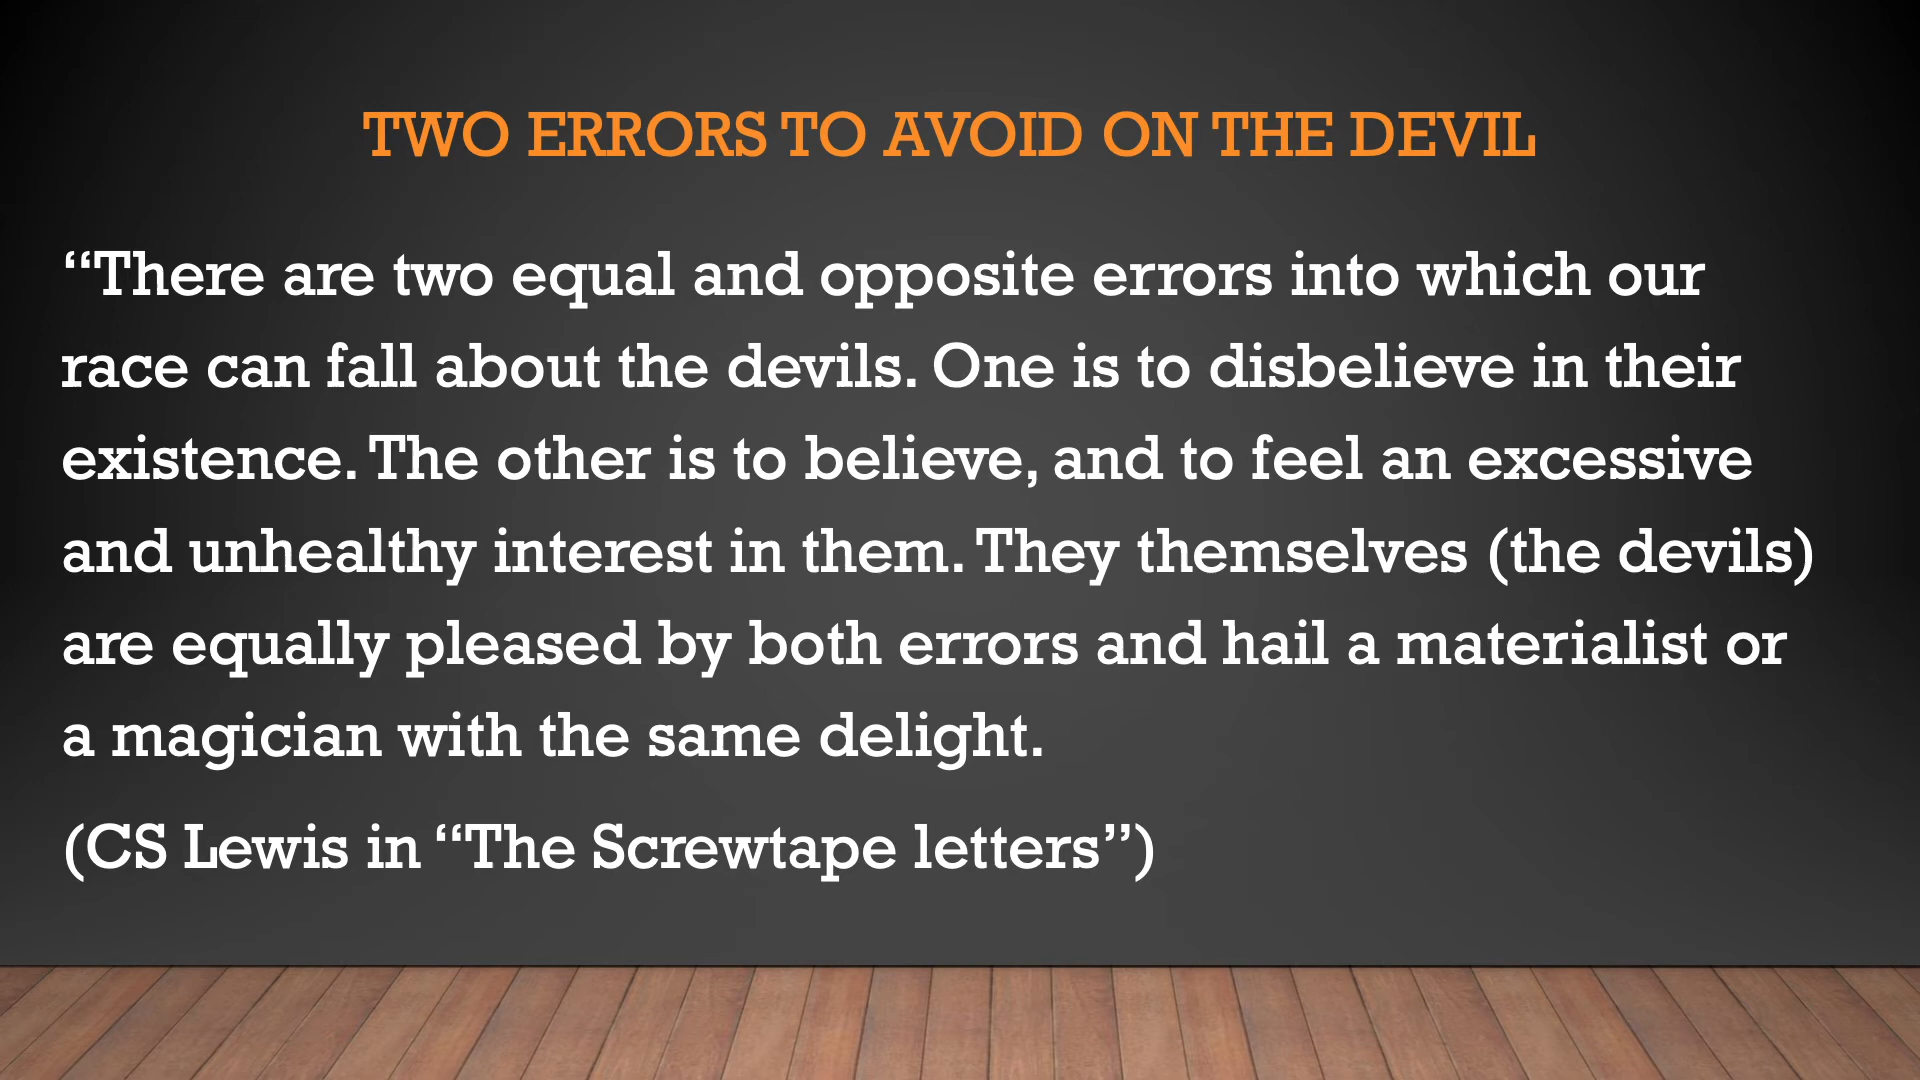 TWO ERRORS TO AVOID ON THE DEVIL
“There are two equal and opposite errors into which our
race can fall about the devils. One is to disbelieve in their
existence. The other is to believe, and to feel an excessive
and unhealthy interest in them. They themselves (the devils)
are equally pleased by both errors and hail a materialist or
a magician with the same delight.
(CS Lewis in “The Screwtape letters”)